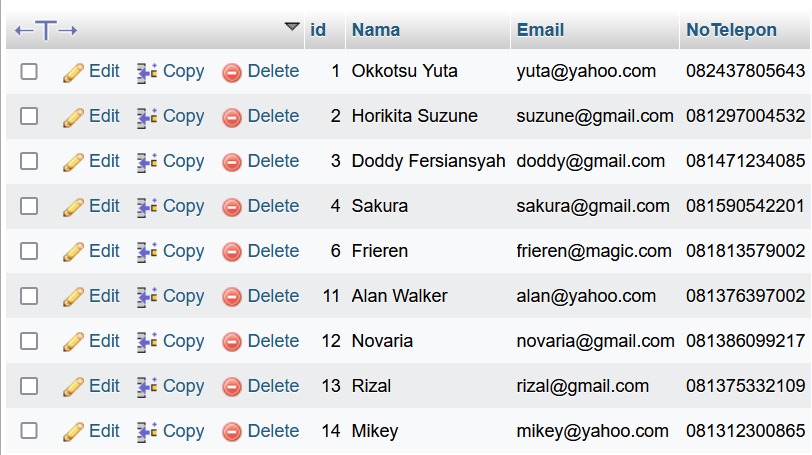 id Nama Email NoTelepon
Edit Copy Delete 1 Okkotsu Yuta yuta@yahoo.com 082437805643
Edit Copy Delete 2 Horikita Suzune suzune@gmail.com 081297004532
Edit Copy Delete 3 Doddy Fersiansyah doddy@gmail.com 081471234085
Edit Copy Delete 4 Sakura sakura@gmail.com 081590542201
Edit Copy Delete 6 Frieren frieren@magic.com 081813579002
Edit Copy Delete 11 Alan Walker alan@yahoo.com 081376397002
Edit Copy Delete 12 Novaria novaria@gmail.com 081386099217
Edit Copy Delete 13 Rizal rizal@gmail.com 081375332109
Edit Copy Delete 14 Mikey mikey@yahoo.com 081312300865